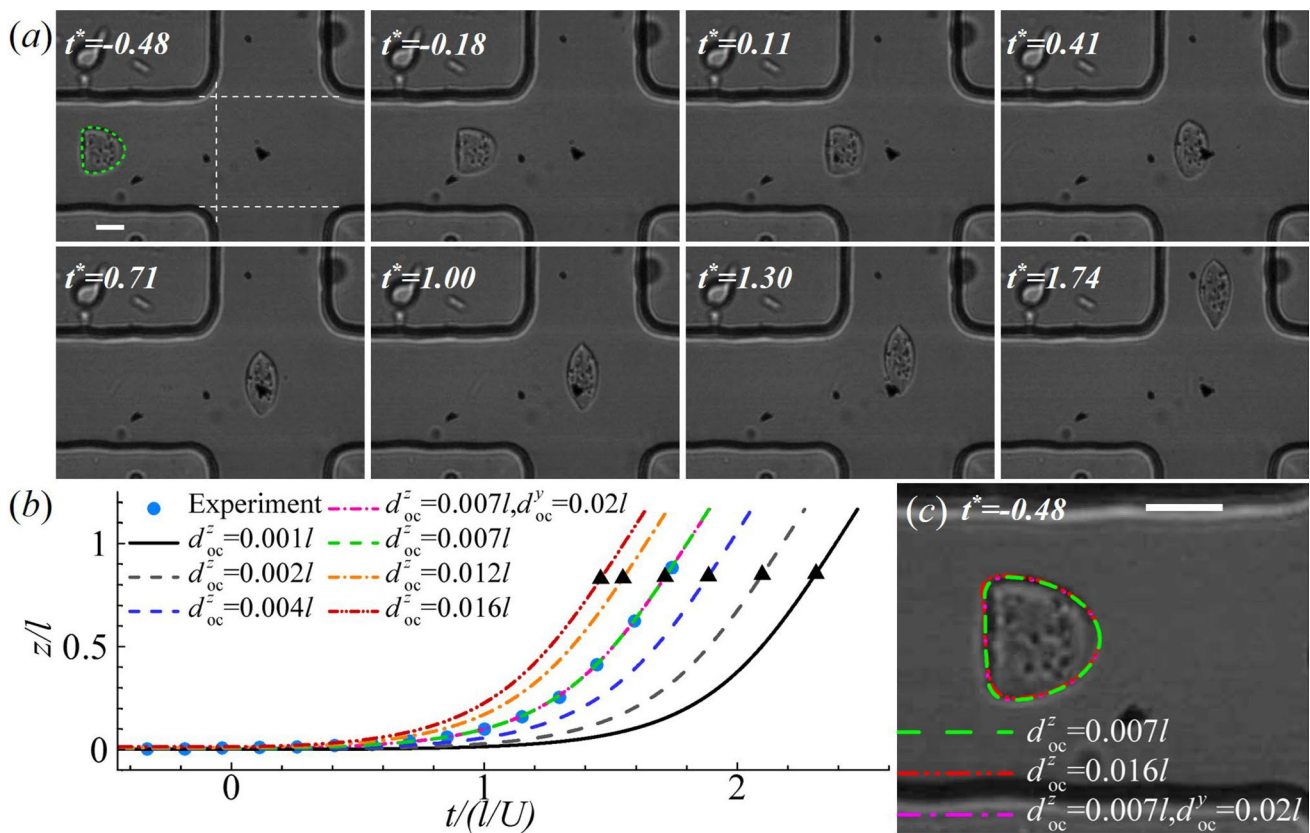 (a)
t*=-0.48
t*=-0.18
t*=0.11
t*=0.41
t*=0.71
t*=1.00
t*=1.30
t*=1.74
(b)
Experiment
d^z_oc=0.001l
d^z_oc=0.002l
d^z_oc=0.004l
d^z_oc=0.007l,d^y_oc=0.02l
d^z_oc=0.007l
d^z_oc=0.012l
d^z_oc=0.016l
z/l
1
0.5
0
0
1
2
t/(l/U)
(c)
t*=-0.48
d^z_oc=0.007l
d^z_oc=0.016l
d^z_oc=0.007l,d^y_oc=0.02l